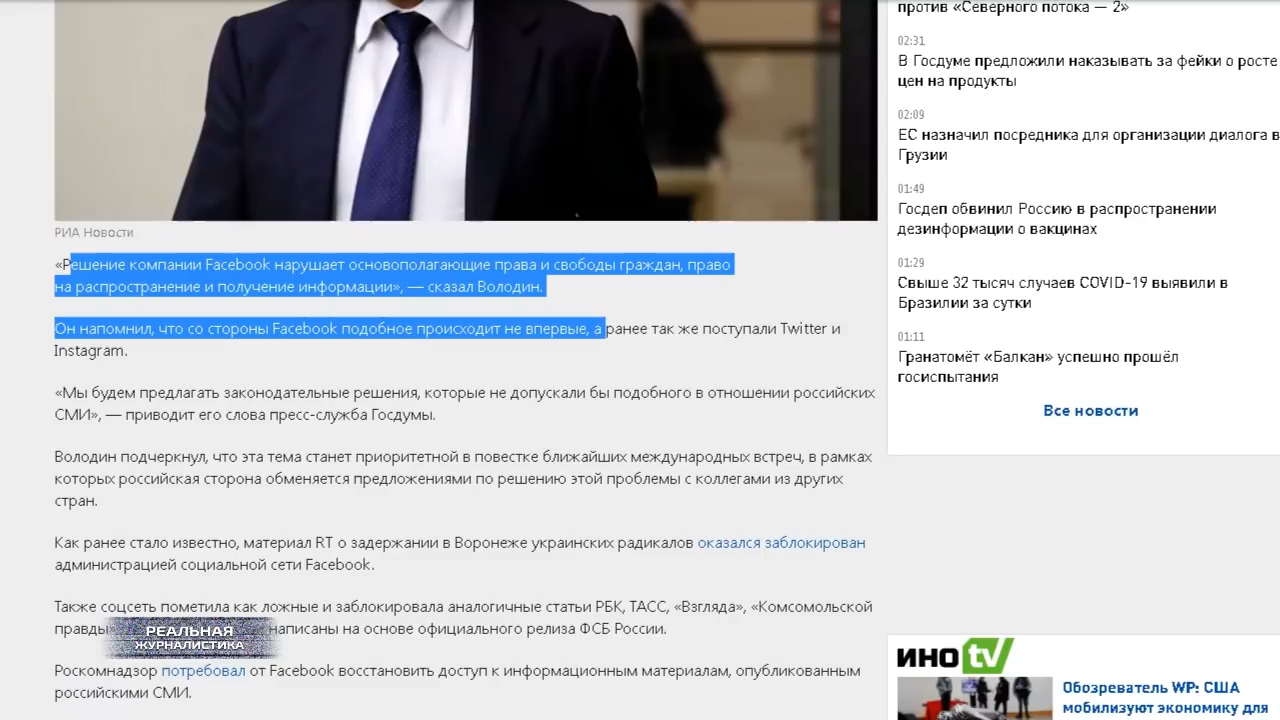 РИА Новости
«Решение компании Facebook нарушает основополагающие права и свободы граждан, право
на распространение и получение информации», — сказал Володин.
Он напомнил, что со стороны Facebook подобное происходит не впервые, а ранее так же поступали Twitter и
Instagram.
«Мы будем предлагать законодательные решения, которые не допускали бы подобного в отношении российских
СМИ», — приводит его слова пресс-служба Госдумы.
Володин подчеркнул, что эта тема станет приоритетной в повестке ближайших международных встреч, в рамках
которых российская сторона обменяется предложениями по решению этой проблемы с коллегами из других
стран.
Как ранее стало известно, материал RT о задержании в Воронеже украинских радикалов оказался заблокирован
администрацией социальной сети Facebook.
Также соцсеть пометила как ложные и заблокировала аналогичные статьи РБК, ТАСС, «Взгляда», «Комсомольской
правды» написаны на основе официального релиза ФСБ России.
РЕАЛЬНАЯ
ЖУРНАЛИСТИКА
Роскомнадзор потребовал от Facebook восстановить доступ к информационным материалам, опубликованным
российскими СМИ.
против «Северного потока — 2»
02:31
В Госдуме предложили наказывать за фейки о росте
цен на продукты
02:09
ЕС назначил посредника для организации диалога в
Грузии
01:49
Госдеп обвинил Россию в распространении
дезинформации о вакцинах
01:29
Свыше 32 тысяч случаев COVID-19 выявили в
Бразилии за сутки
01:11
Гранатомёт «Балкан» успешно прошёл
госиспытания
Все новости
ИНО tv
Обозреватель WP: США
мобилизуют экономику для